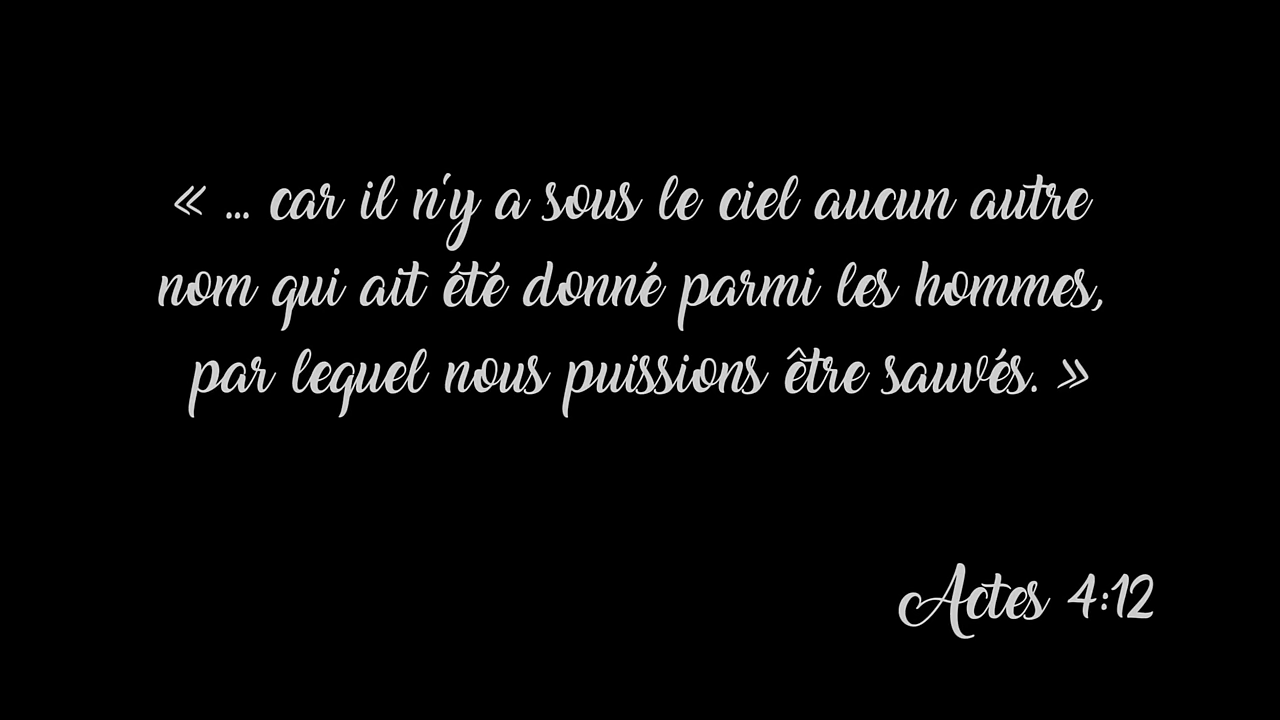 « ... car il n'y a sous le ciel aucun autre
nom qui ait été donné parmi les hommes,
par lequel nous puissions être sauvés. »
Actes 4:12